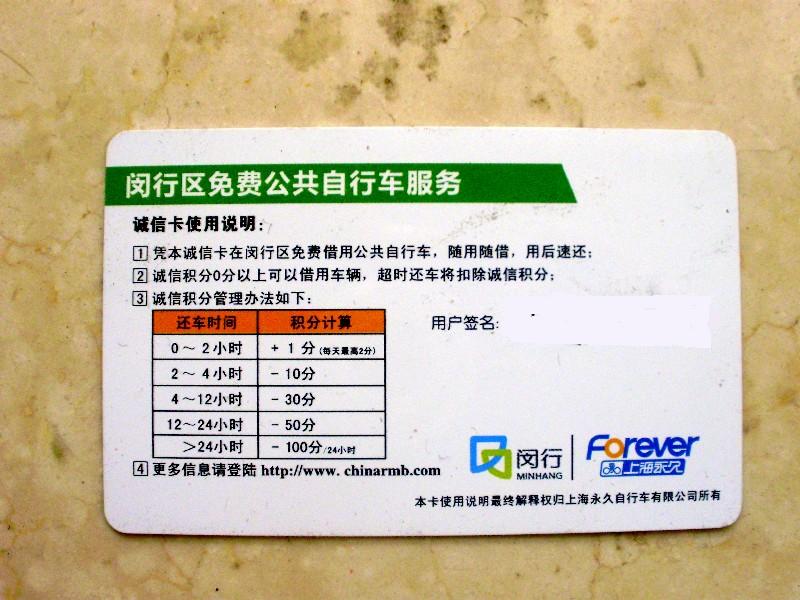 闵行区免费公共自行车服务
诚信卡使用说明:
1 凭本诚信卡在闵行区免费借用公共自行车，随用随借，用后速还;
2 诚信积分0分以上可以借用车辆，超时还车将扣除诚信积分;
3 诚信积分管理办法如下:
还车时间 积分计算
0～2小时 + 1 分(每天最高2分)
2～4小时 - 10分
4～12小时 - 30分
12～24小时 - 50分
>24小时 - 100分/24小时
4 更多信息请登陆 http://www.chinarmb.com
用户签名:
闵行
MINHANG
Forever
上海永久
本卡使用说明最终解释权归上海永久自行车有限公司所有